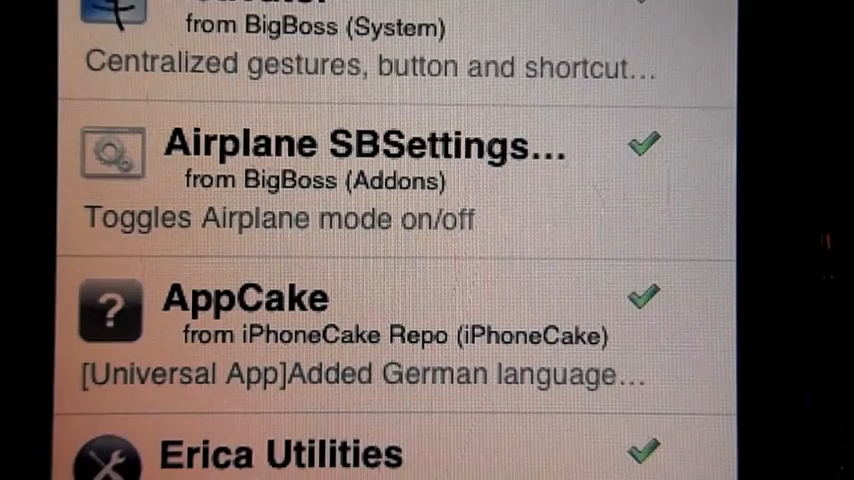 from BigBoss (System)
Centralized gestures, button and shortcut...
Airplane SBSettings...
from BigBoss (Addons)
Toggles Airplane mode on/off
AppCake
from iPhoneCake Repo (iPhoneCake)
[Universal App]Added German language...
Erica Utilities